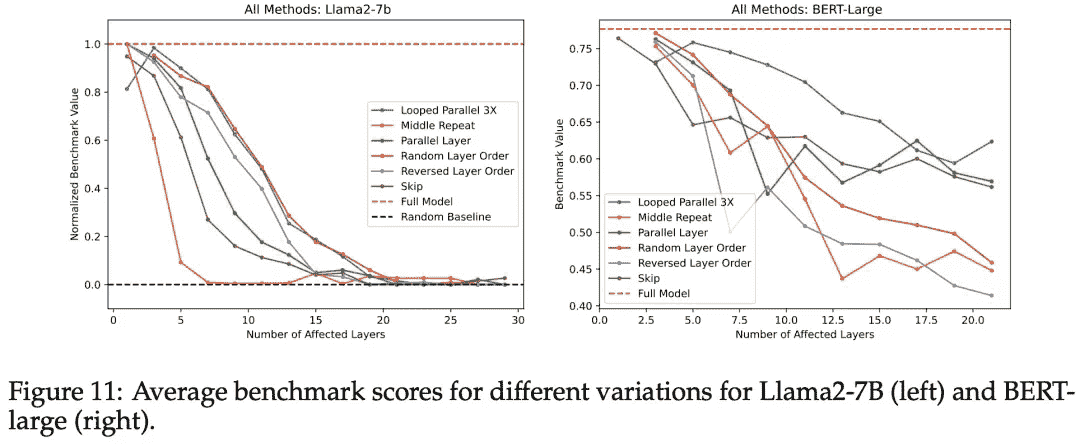 All Methods: Llama2-7b
Normalized Benchmark Value
1.0
0.8
0.6
0.4
0.2
0.0
Looped Parallel 3X
Middle Repeat
Parallel Layer
Random Layer Order
Reversed Layer Order
Skip
Full Model
Random Baseline
0 5 10 15 20 25 30
Number of Affected Layers
All Methods: BERT-Large
Benchmark Value
0.75
0.70
0.65
0.60
0.55
0.50
0.45
0.40
Looped Parallel 3X
Middle Repeat
Parallel Layer
Random Layer Order
Reversed Layer Order
Skip
Full Model
0.0 2.5 5.0 7.5 10.0 12.5 15.0 17.5 20.0
Number of Affected Layers
Figure 11: Average benchmark scores for different variations for Llama2-7B (left) and BERT-
large (right).